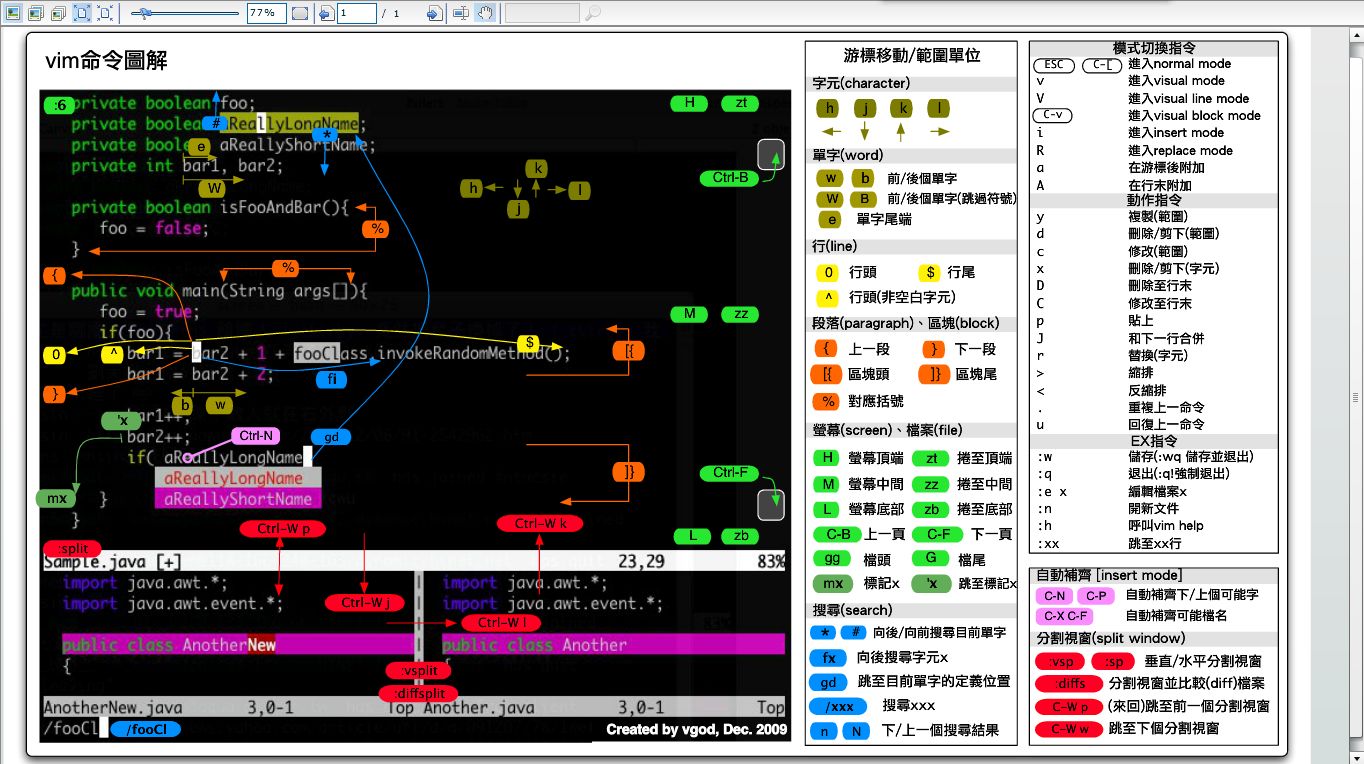 77%
1
/ 1
vim命令圖解
:6
private boolean foo;
#
private boolea aReallyLongName;
*
private boole aReallyShortName;
e
private int bar1, bar2;
w
h
j
k
l
private boolean isFooAndBar(){
foo = false;
%
}
{
%
public void main(String args[]){
foo = true;
if(foo){
0
^
bar1 = bar2 + 1 + fooClass.invokeRandomMethod();
$
[{
bar1 = bar2 + 2;
fl
}
b
w
'x
bar1++;
bar2++;
Ctrl-N
gd
if( aReallyLongName
aReallyLongName
aReallyShortName
mx
}
}
]}
Ctrl-W p
Ctrl-W k
H
zt
Ctrl-B
M
zz
Ctrl-F
L
zb
:split
Sample.java [+] 23,29 83%
import java.awt.*;
import java.awt.event.*;
Ctrl-W j
Ctrl-W l
public class AnotherNew
{
import java.awt.*;
import java.awt.event.*;
public class Another
{
:vsplit
:diffsplit
AnotherNew.java 3,0-1 Top Another.java 3,0-1 Top
/fooCl
/fooCl
Created by vgod, Dec. 2009
游標移動/範圍單位
字元(character)
h j k l
單字(word)
w b 前/後個單字
W B 前/後個單字(跳過符號)
e 單字尾端
行(line)
0 行頭 $ 行尾
^ 行頭(非空白字元)
段落(paragraph)、區塊(block)
{ 上一段 } 下一段
[{ 區塊頭 ]} 區塊尾
% 對應括號
螢幕(screen)、檔案(file)
H 螢幕頂端 zt 捲至頂端
M 螢幕中間 zz 捲至中間
L 螢幕底部 zb 捲至底部
C-B 上一頁 C-F 下一頁
gg 檔頭 G 檔尾
mx 標記x 'x 跳至標記x
搜尋(search)
* # 向後/向前搜尋目前單字
fx 向後搜尋字元x
gd 跳至目前單字的定義位置
/xxx 搜尋xxx
n N 下/上一個搜尋結果
模式切換指令
ESC C-[ 進入normal mode
v 進入visual mode
V 進入visual line mode
C-v 進入visual block mode
i 進入insert mode
R 進入replace mode
a 在游標後附加
A 在行末附加
動作指令
y 複製(範圍)
d 刪除/剪下(範圍)
c 修改(範圍)
x 刪除/剪下(字元)
D 刪除至行末
C 修改至行末
p 貼上
J 和下一行合併
r 替換(字元)
> 縮排
< 反縮排
. 重複上一命令
u 回復上一命令
EX指令
:w 儲存(:wq 儲存並退出)
:q 退出(:q!強制退出)
:e x 編輯檔案x
:n 開新文件
:h 呼叫vim help
:xx 跳至xx行
自動補齊 [insert mode]
C-N C-P 自動補齊下/上個可能字
C-X C-F 自動補齊可能檔名
分割視窗(split window)
:vsp :sp 垂直/水平分割視窗
:diffs 分割視窗並比較(diff)檔案
C-W p (來回)跳至前一個分割視窗
C-W w 跳至下個分割視窗